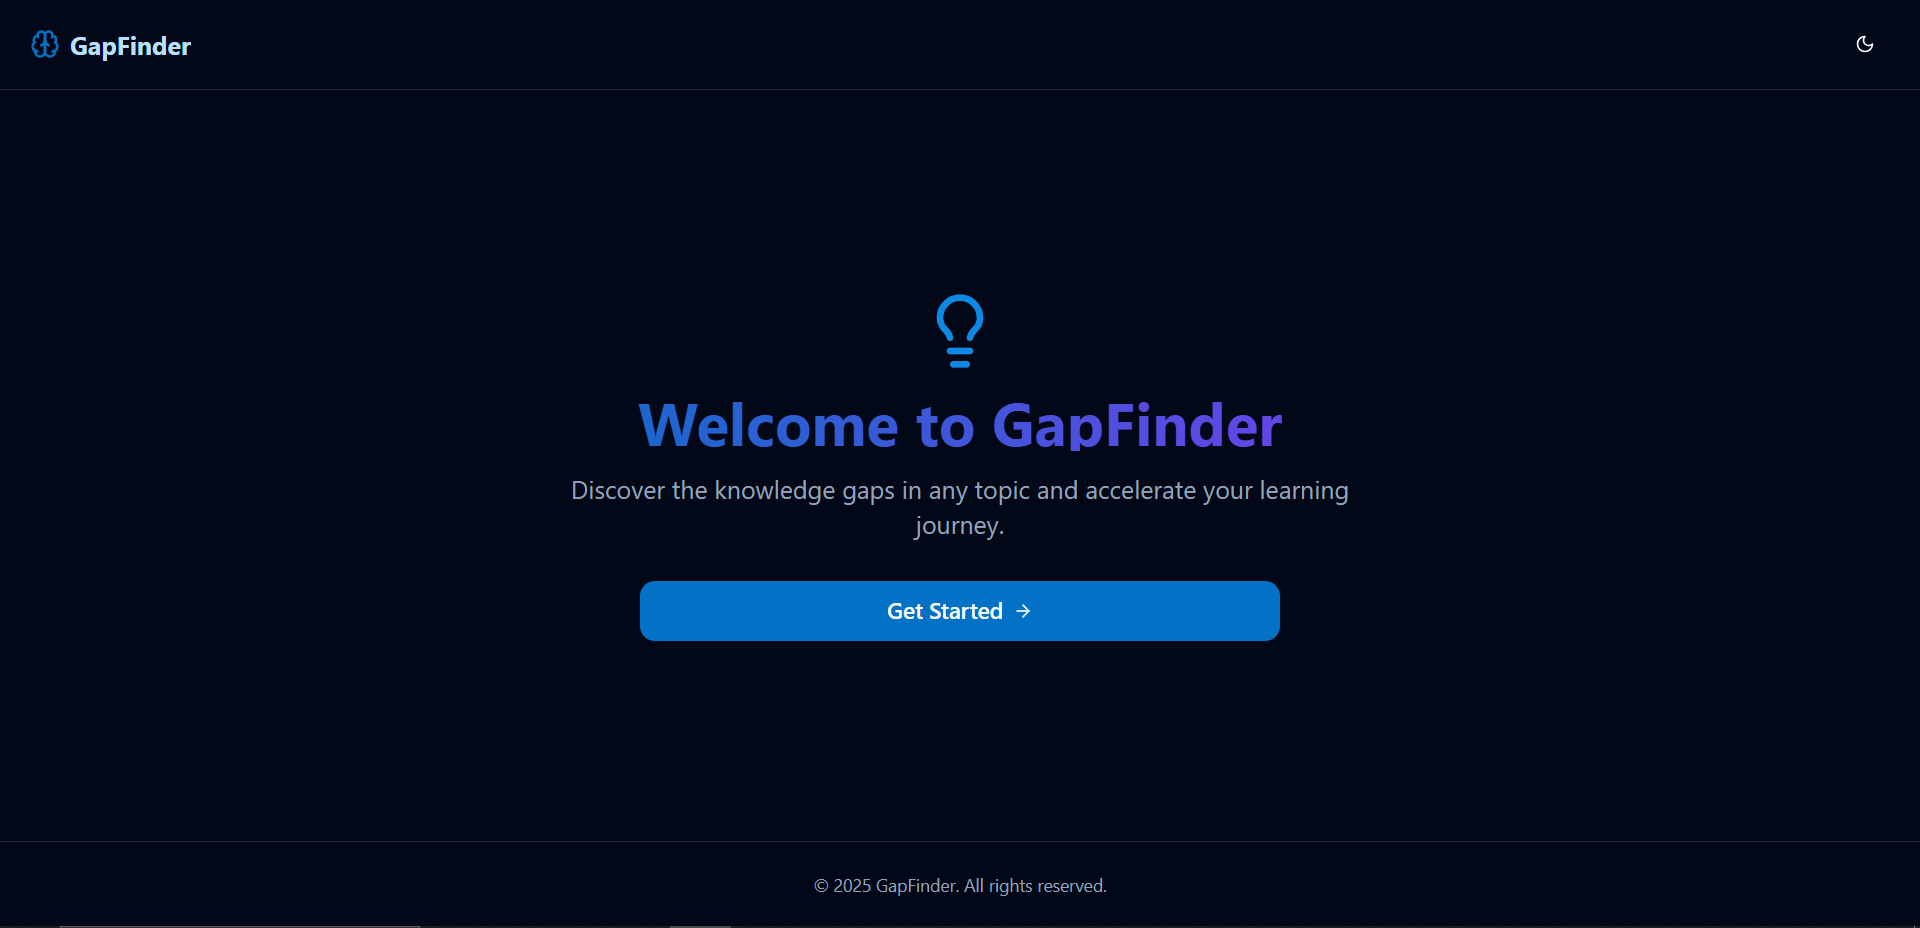 GapFinder
Welcome to GapFinder
Discover the knowledge gaps in any topic and accelerate your learning
journey.
Get Started
© 2025 GapFinder. All rights reserved.